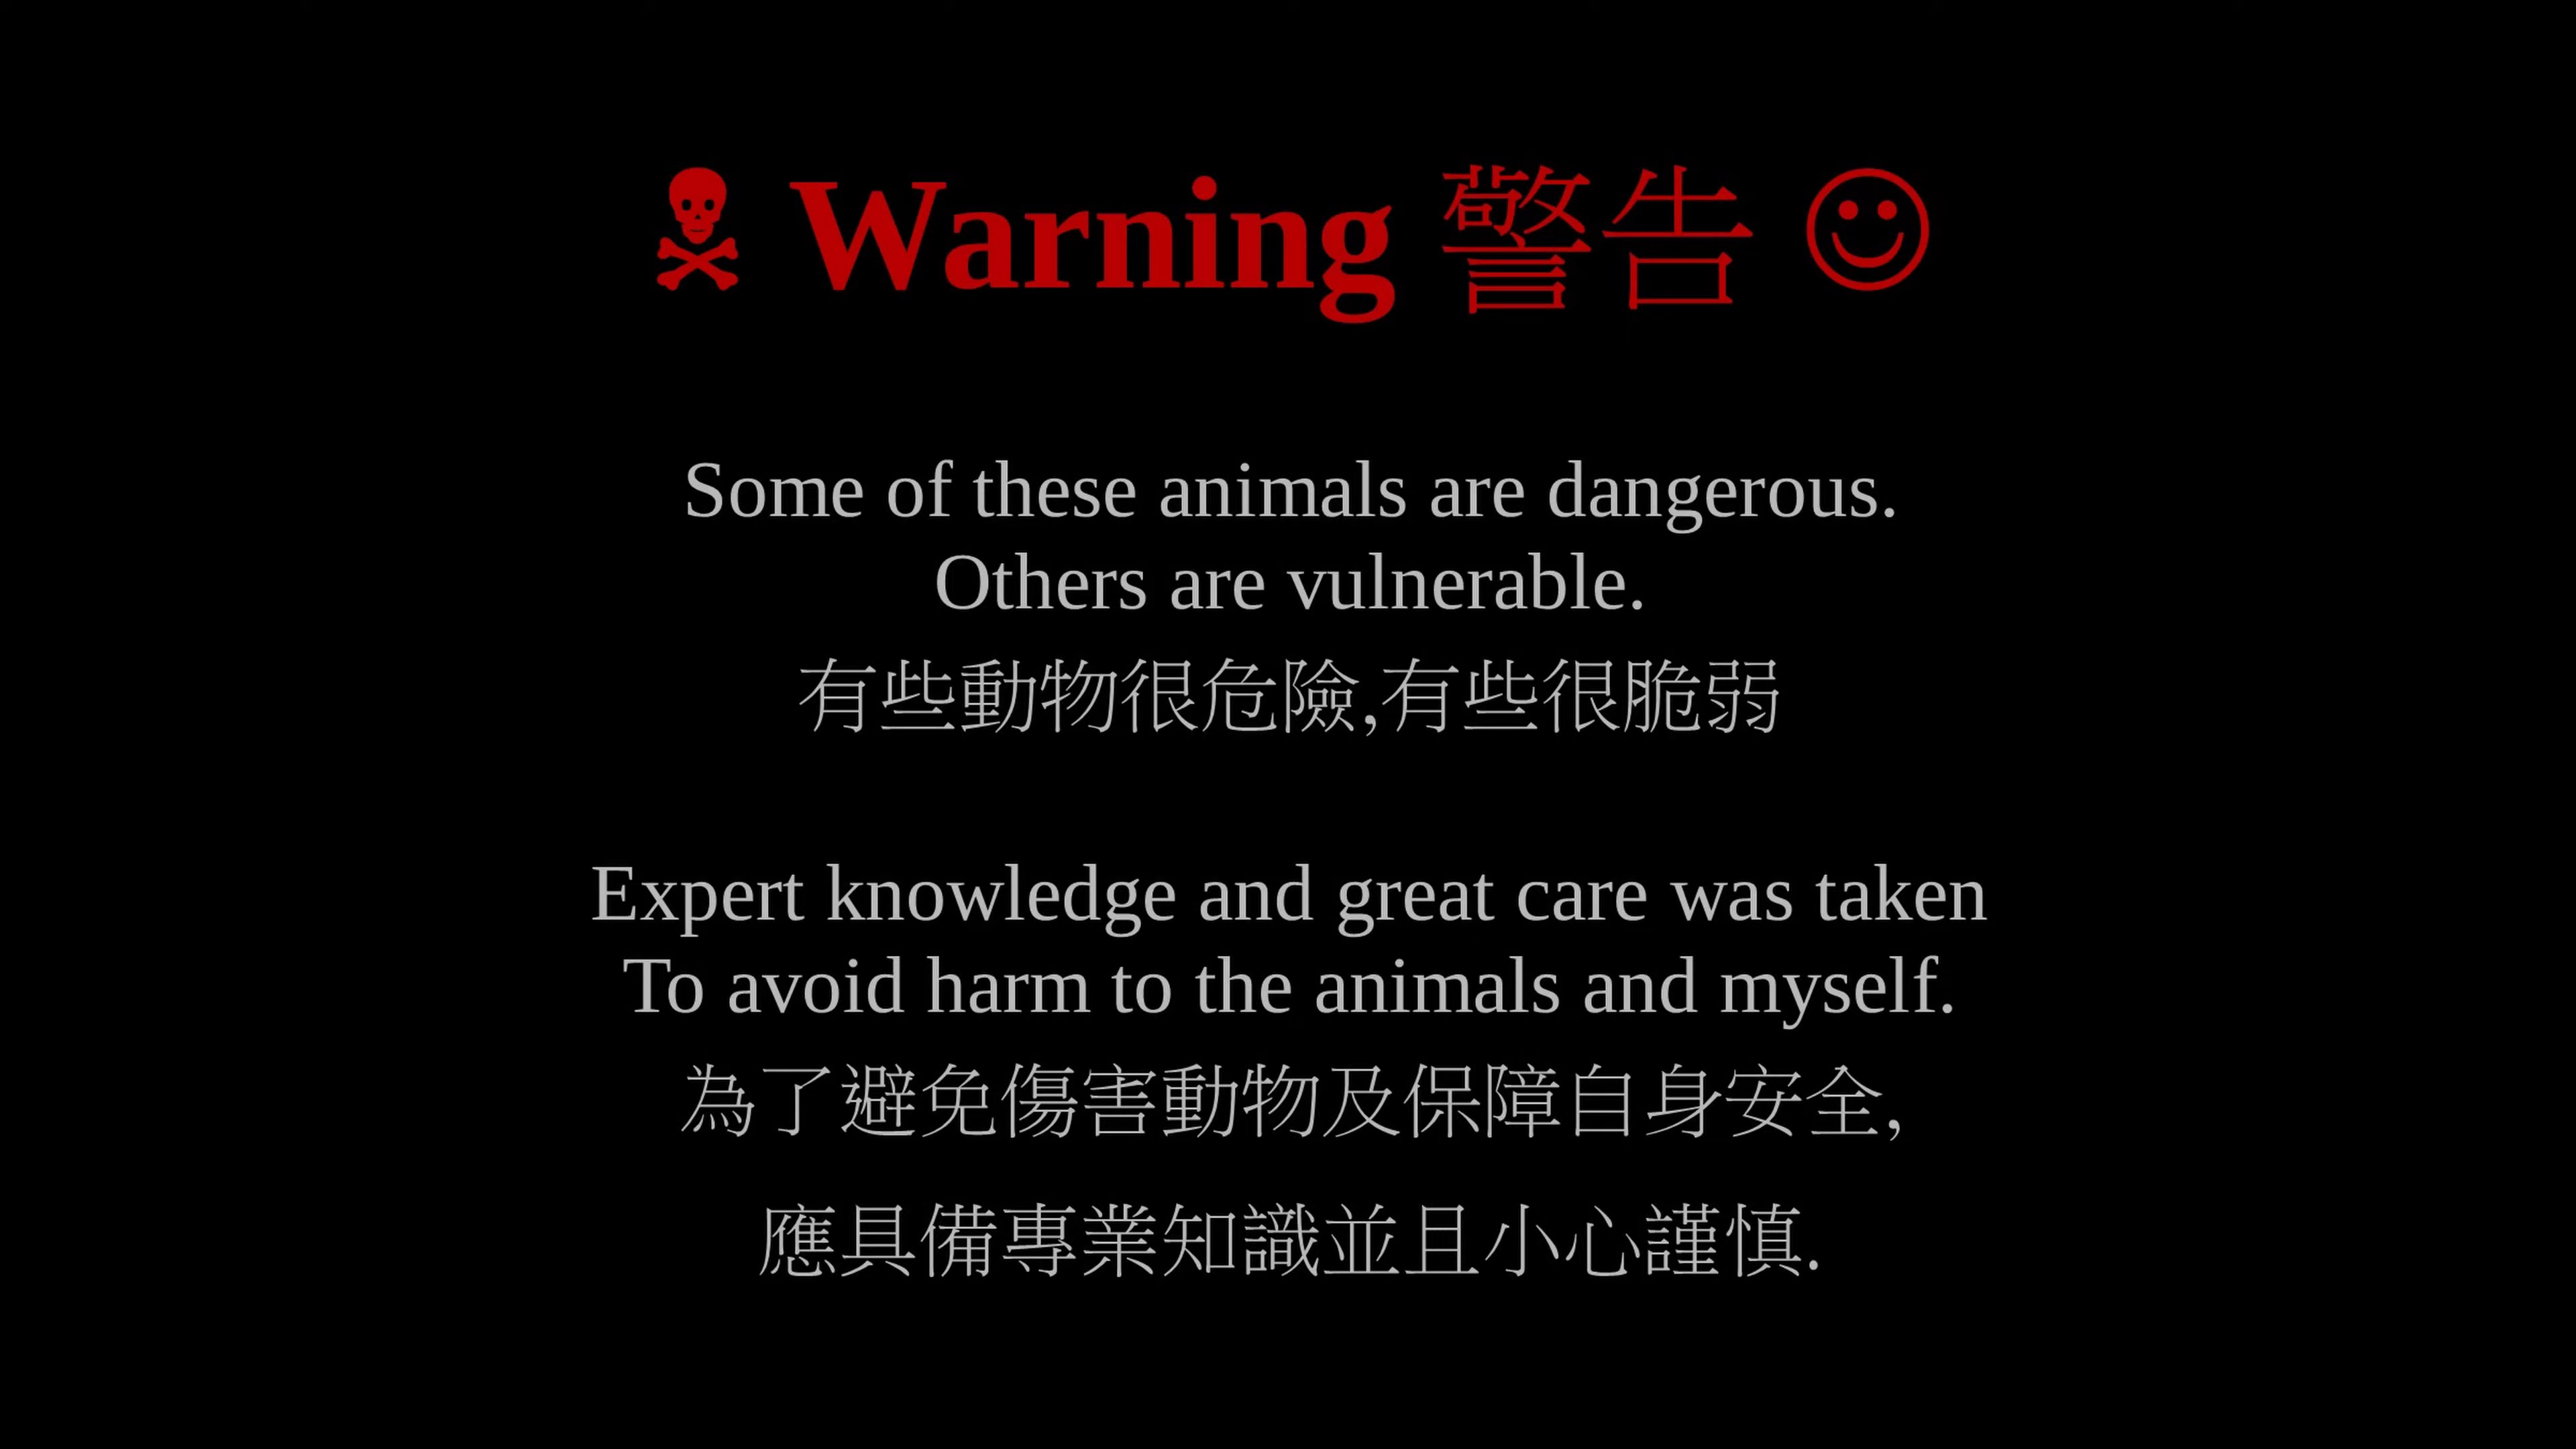 ☠ Warning 警告 ☺
Some of these animals are dangerous.
Others are vulnerable.
有些動物很危險,有些很脆弱
Expert knowledge and great care was taken
To avoid harm to the animals and myself.
為了避免傷害動物及保障自身安全,
應具備專業知識並且小心謹慎.